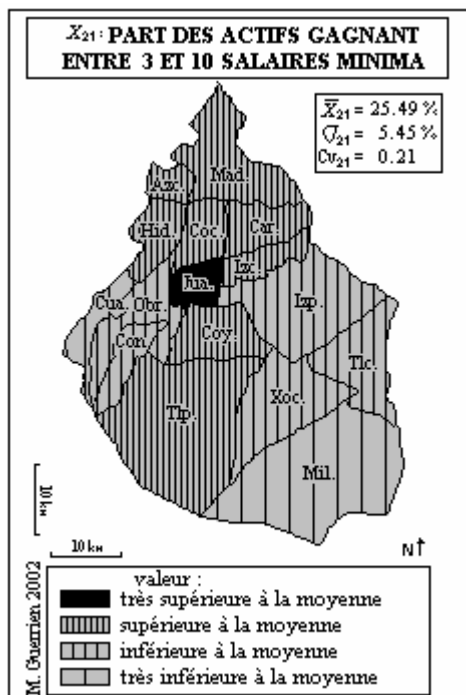 X21: PART DES ACTIFS GAGNANT
ENTRE 3 ET 10 SALAIRES MINIMA
X̅21 = 25.49 %
σ21 = 5.45 %
Cv21 = 0.21
Azc.
Mad.
Hid.
Coc.
Car.
Jua.
Izc.
Cua.
Obr.
Izp.
Con.
Coy.
Tlc.
Xoc.
Tlp.
Mil.
10 KM
10 KM
N↑
M. Guerrien 2002
valeur :
très supérieure à la moyenne
supérieure à la moyenne
inférieure à la moyenne
très inférieure à la moyenne